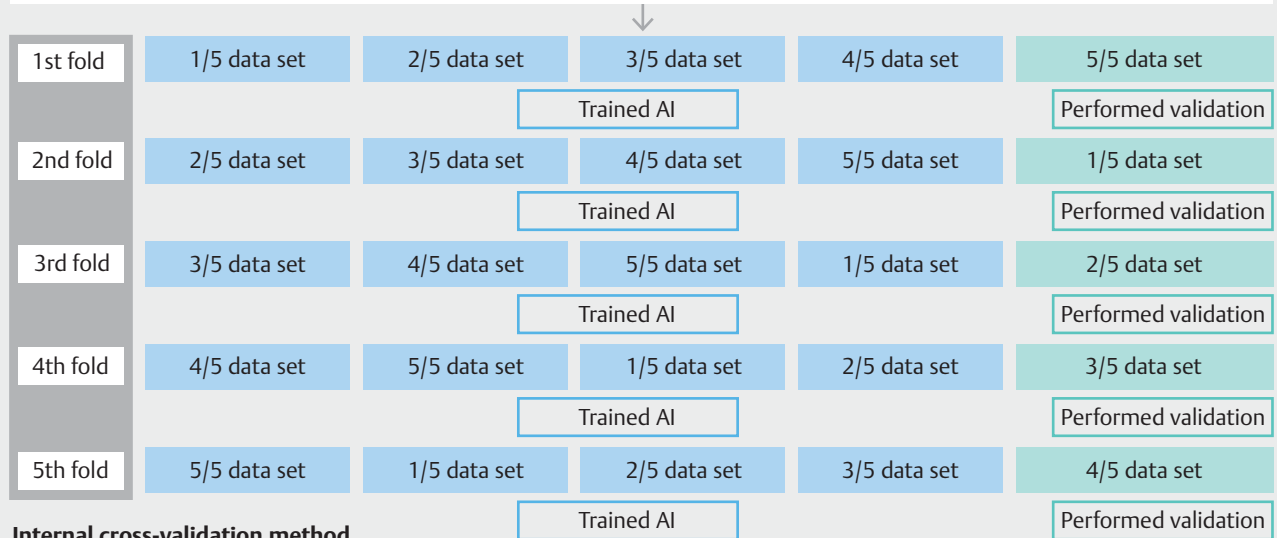 1st fold 1/5 data set 2/5 data set 3/5 data set 4/5 data set 5/5 data set
Trained AI Performed validation
2nd fold 2/5 data set 3/5 data set 4/5 data set 5/5 data set 1/5 data set
Trained AI Performed validation
3rd fold 3/5 data set 4/5 data set 5/5 data set 1/5 data set 2/5 data set
Trained AI Performed validation
4th fold 4/5 data set 5/5 data set 1/5 data set 2/5 data set 3/5 data set
Trained AI Performed validation
5th fold 5/5 data set 1/5 data set 2/5 data set 3/5 data set 4/5 data set
Trained AI Performed validation
Internal cross-validation method